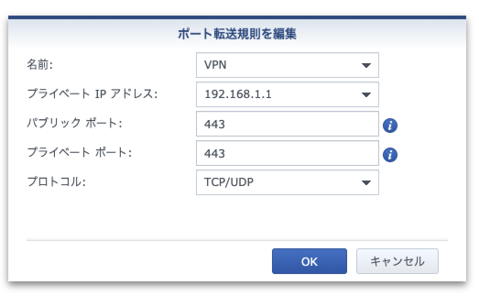 ポート転送規則を編集
名前: VPN
プライベート IP アドレス: 192.168.1.1
パブリック ポート: 443
プライベート ポート: 443
プロトコル: TCP/UDP
OK キャンセル